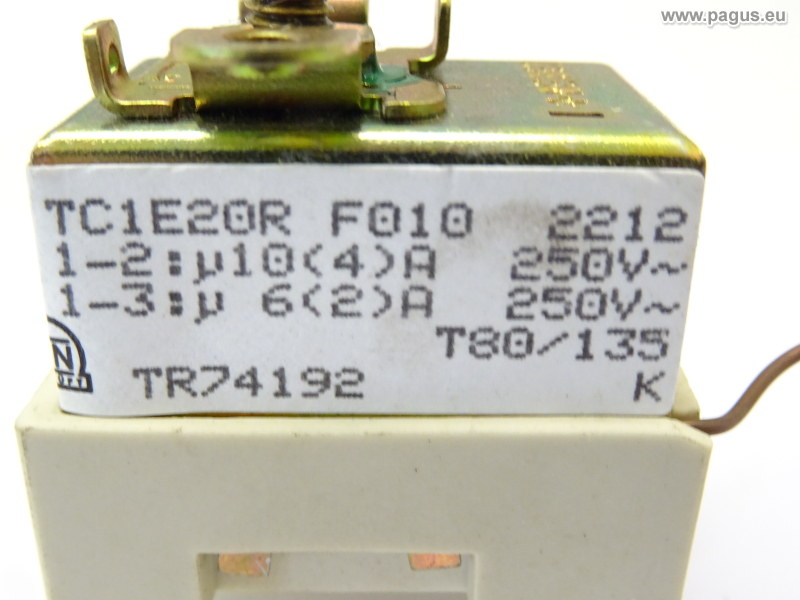 www.pagus.eu
TC1E20R F010 2212
1-2:µ10(4)A 250V~
1-3:µ 6(2)A 250V~
T80/135
N
TR74192 K